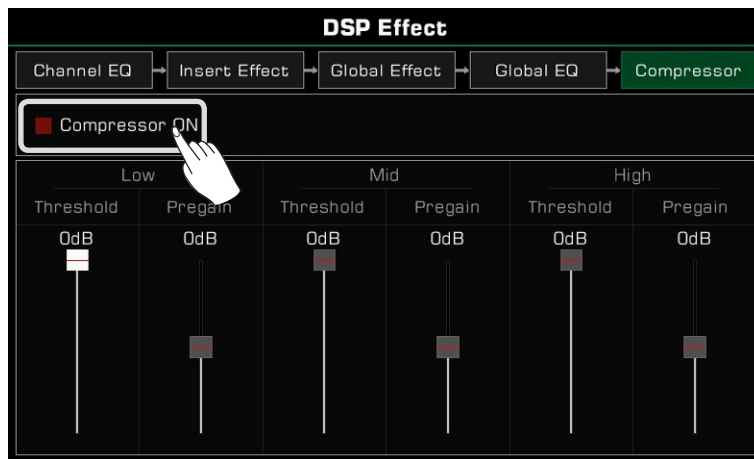 DSP Effect
Channel EQ Insert Effect Global Effect Global EQ Compressor
Compressor ON
Low Mid High
Threshold Pregain Threshold Pregain Threshold Pregain
0dB 0dB 0dB 0dB 0dB 0dB